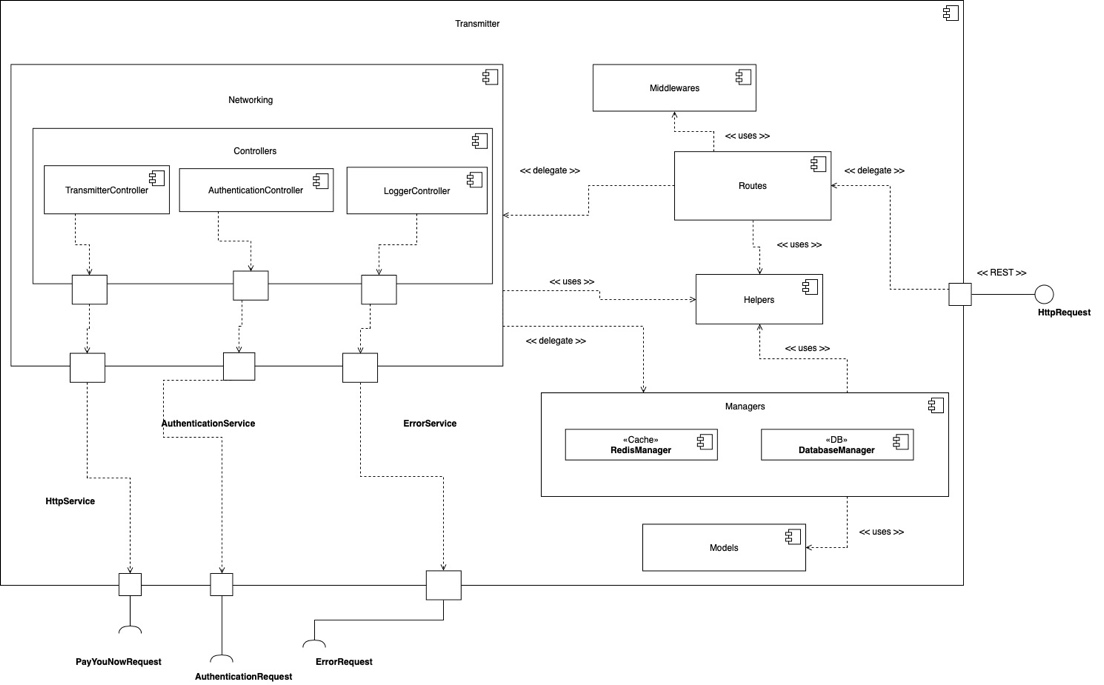 Transmitter
Networking
Middlewares
<< uses >>
Controllers
TransmitterController
AuthenticationController
LoggerController
<< delegate >>
Routes
<< delegate >>
<< uses >>
<< REST >>
<< uses >>
Helpers
HttpRequest
<< delegate >>
<< uses >>
Managers
AuthenticationService
ErrorService
«Cache»
RedisManager
«DB»
DatabaseManager
HttpService
<< uses >>
Models
PayYouNowRequest
AuthenticationRequest
ErrorRequest